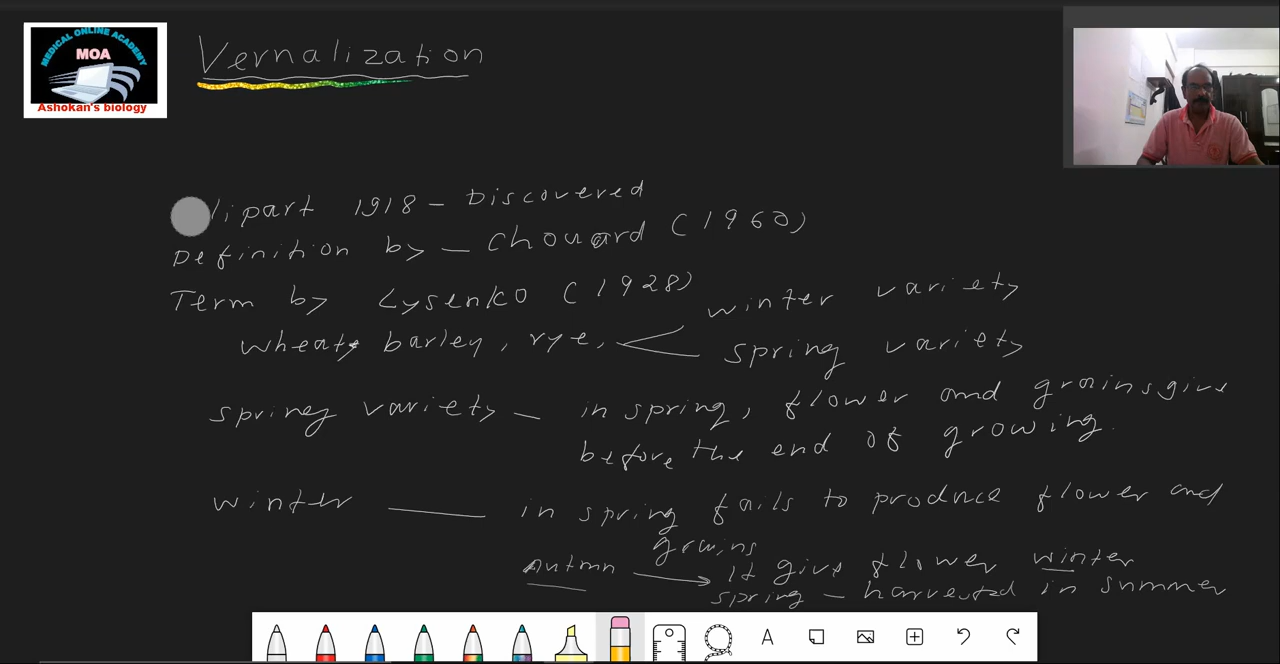 MEDICAL ONLINE ACADEMY
MOA
Ashokan's biology
Vernalization
lipart 1918 - Discovered
Definition by - Chouard (1960)
Term by Lysenko (1928)
wheat, barley, rye,
winter variety
spring variety
spring variety - in spring, flower and grains give
before the end of growing.
winter in spring fails to produce flower and
grains
Autmn → It give flower winter
spring - harvested in summer
A